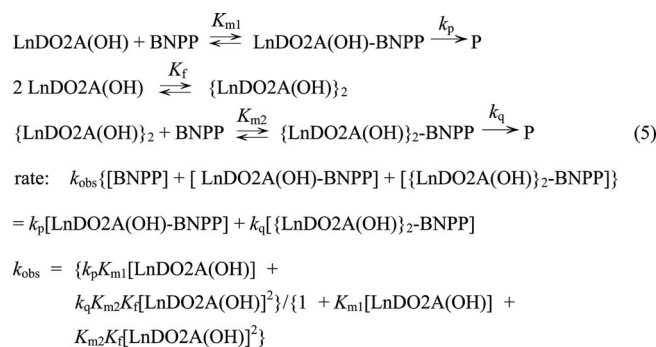 LnDO2A(OH) + BNPP ⇌ Km1 LnDO2A(OH)-BNPP → kp P
2 LnDO2A(OH) ⇌ Kf {LnDO2A(OH)}2
{LnDO2A(OH)}2 + BNPP ⇌ Km2 {LnDO2A(OH)}2-BNPP → kq P (5)
rate: kobs{[BNPP] + [ LnDO2A(OH)-BNPP] + [{LnDO2A(OH)}2-BNPP]}
= kp[LnDO2A(OH)-BNPP] + kq[{LnDO2A(OH)}2-BNPP]
kobs = {kpKm1[LnDO2A(OH)] +
kqKm2Kf[LnDO2A(OH)]²}/{1 + Km1[LnDO2A(OH)] +
Km2Kf[LnDO2A(OH)]²}